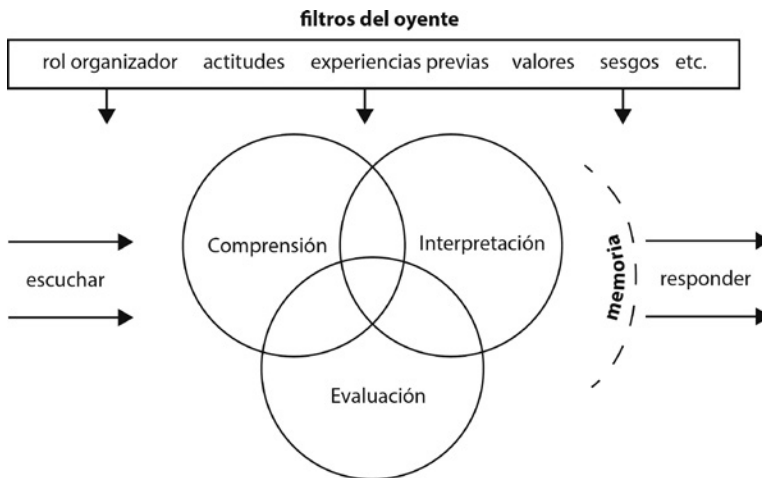 filtros del oyente
rol organizador actitudes experiencias previas valores sesgos etc.
Comprensión
Interpretación
escuchar
memoria
responder
Evaluación